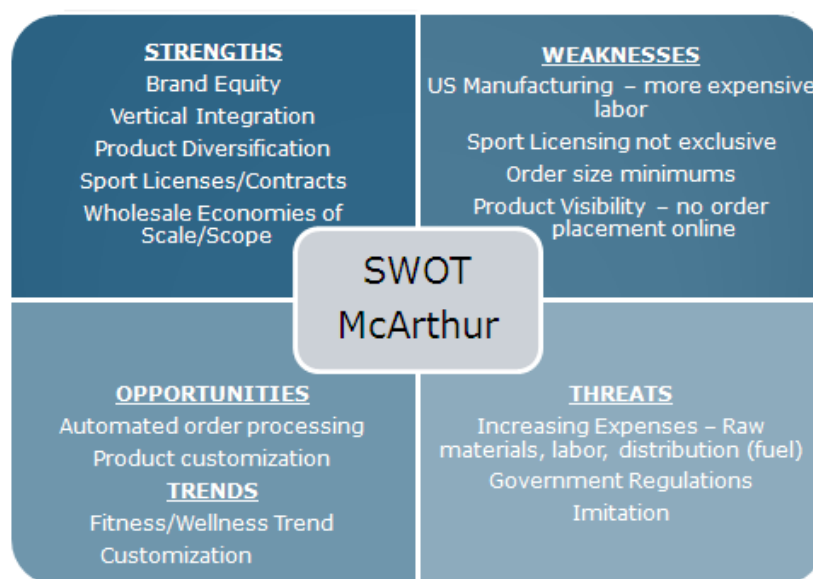 STRENGTHS
Brand Equity
Vertical Integration
Product Diversification
Sport Licenses/Contracts
Wholesale Economies of
Scale/Scope
WEAKNESSES
US Manufacturing – more expensive
labor
Sport Licensing not exclusive
Order size minimums
Product Visibility – no order
placement online
SWOT
McArthur
OPPORTUNITIES
Automated order processing
Product customization
TRENDS
Fitness/Wellness Trend
Customization
THREATS
Increasing Expenses – Raw
materials, labor, distribution (fuel)
Government Regulations
Imitation